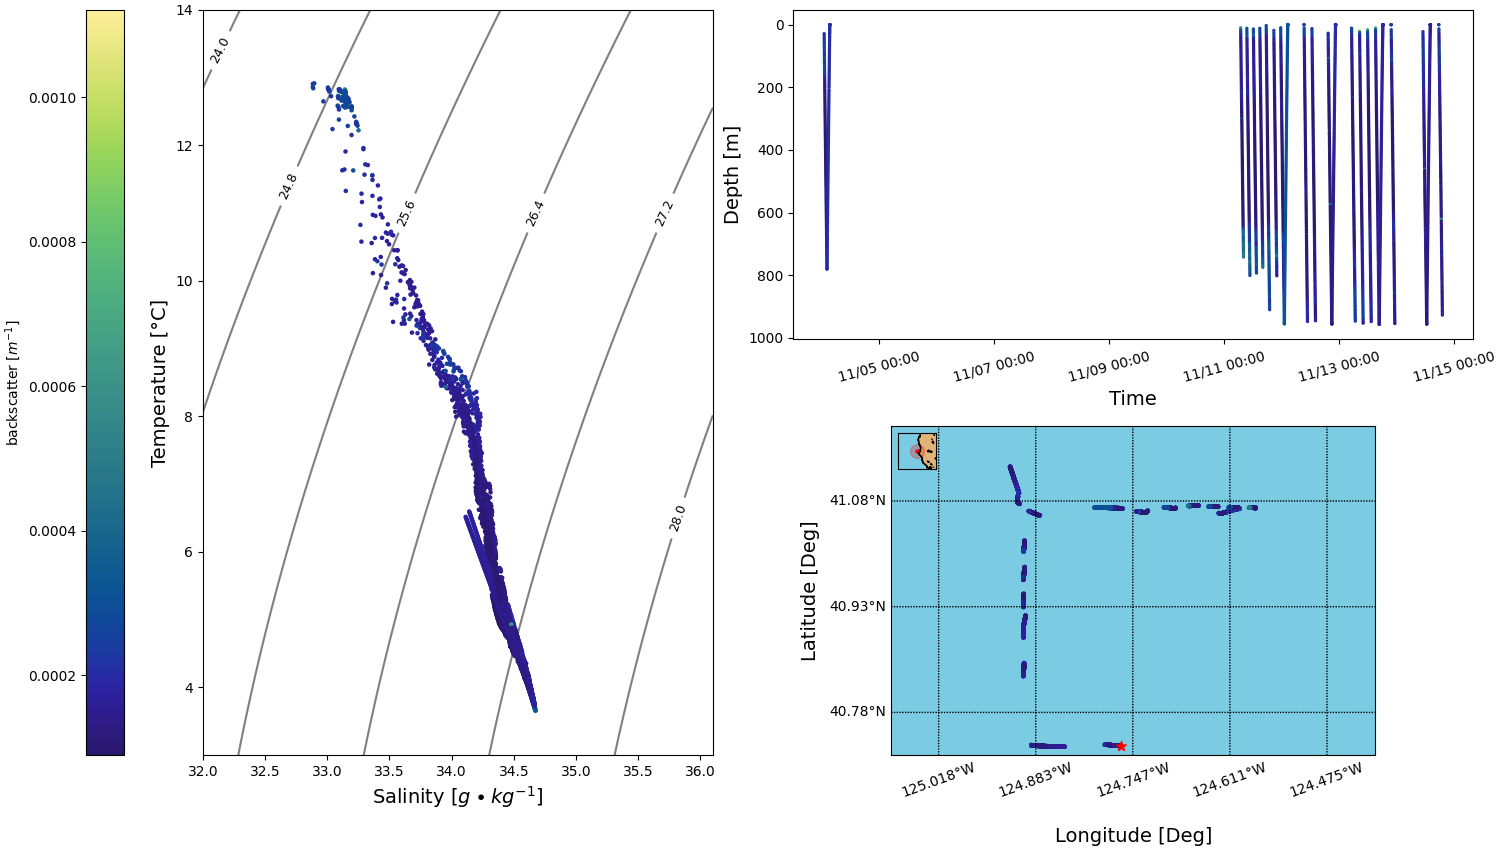 0.0010
0.0008
0.0006
0.0004
0.0002
backscatter [m⁻¹]
14
12
10
8
6
4
Temperature [°C]
24.0
24.8
25.6
26.4
27.2
28.0
32.0 32.5 33.0 33.5 34.0 34.5 35.0 35.5 36.0
Salinity [g • kg⁻¹]
0
200
400
600
800
1000
Depth [m]
11/05 00:00 11/07 00:00 11/09 00:00 11/11 00:00 11/13 00:00 11/15 00:00
Time
41.08°N
40.93°N
40.78°N
Latitude [Deg]
125.018°W 124.883°W 124.747°W 124.611°W 124.475°W
Longitude [Deg]